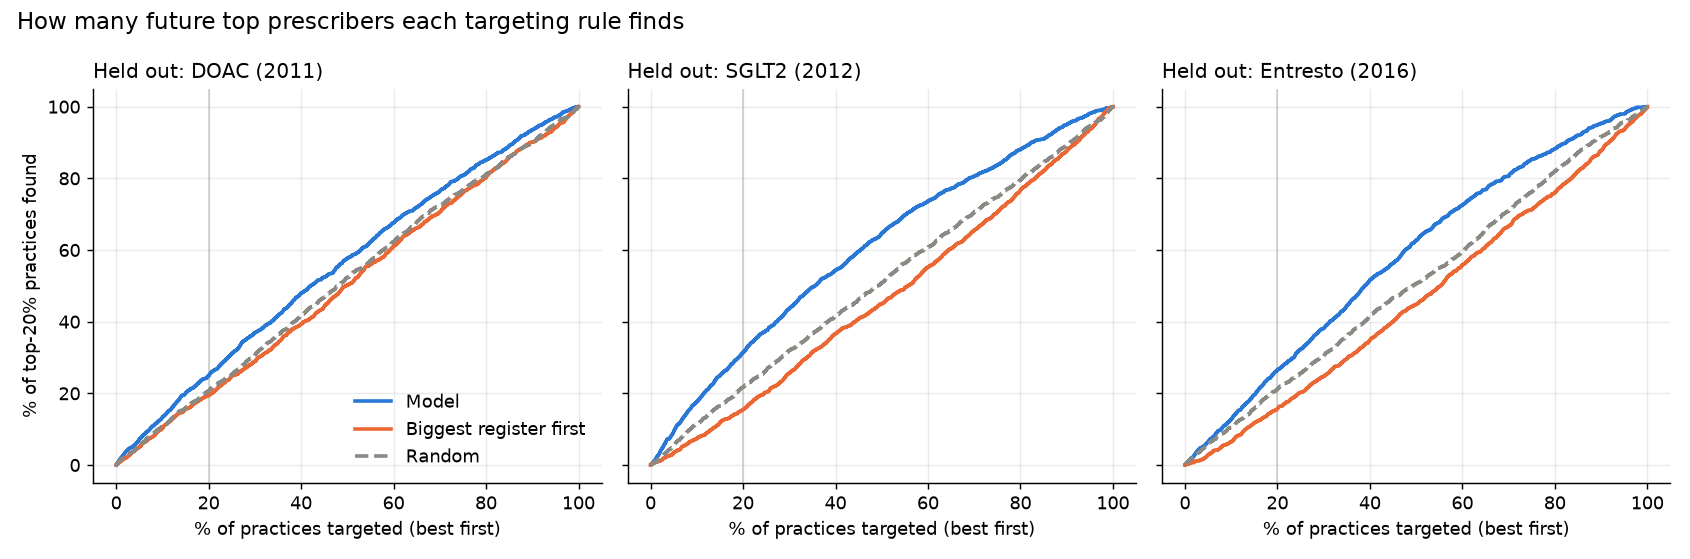 How many future top prescribers each targeting rule finds
Held out: DOAC (2011)
Held out: SGLT2 (2012)
Held out: Entresto (2016)
% of top-20% practices found
100
80
60
40
20
0
Model
Biggest register first
Random
0 20 40 60 80 100
0 20 40 60 80 100
0 20 40 60 80 100
% of practices targeted (best first)
% of practices targeted (best first)
% of practices targeted (best first)